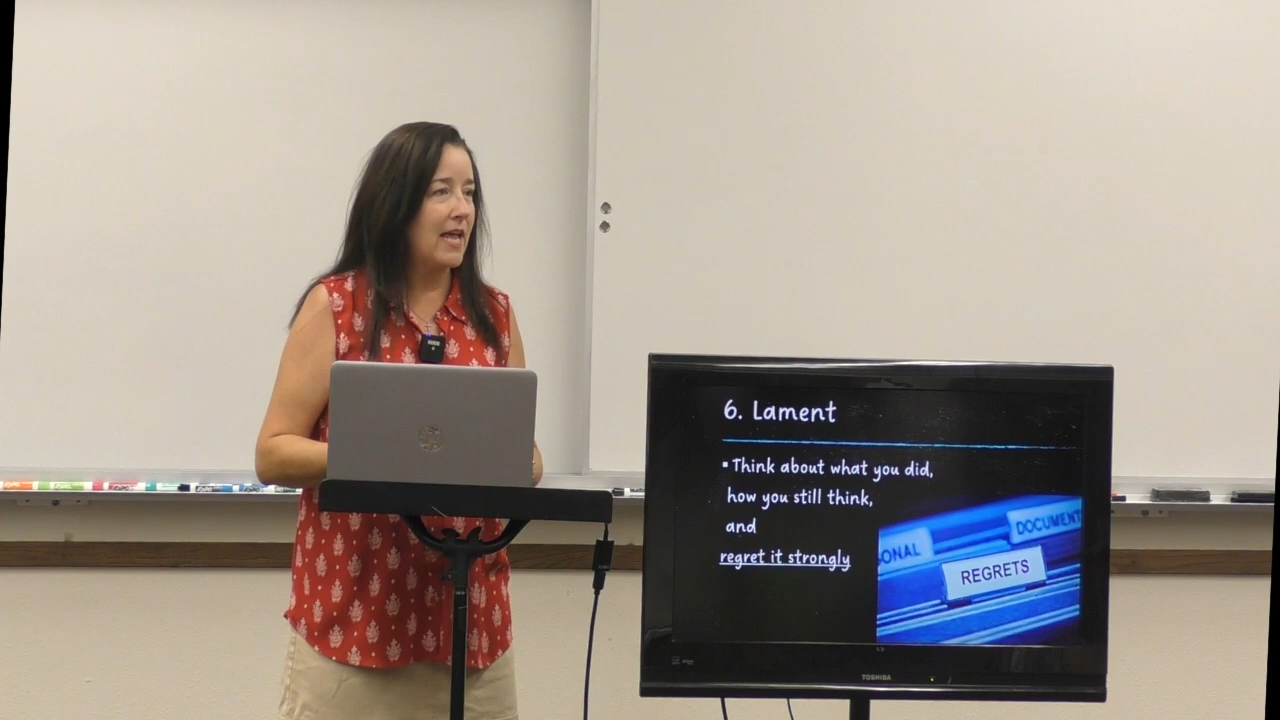 6. Lament
▪ Think about what you did,
how you still think,
and
regret it strongly
ONAL
DOCUMENT
REGRETS
TOSHIBA